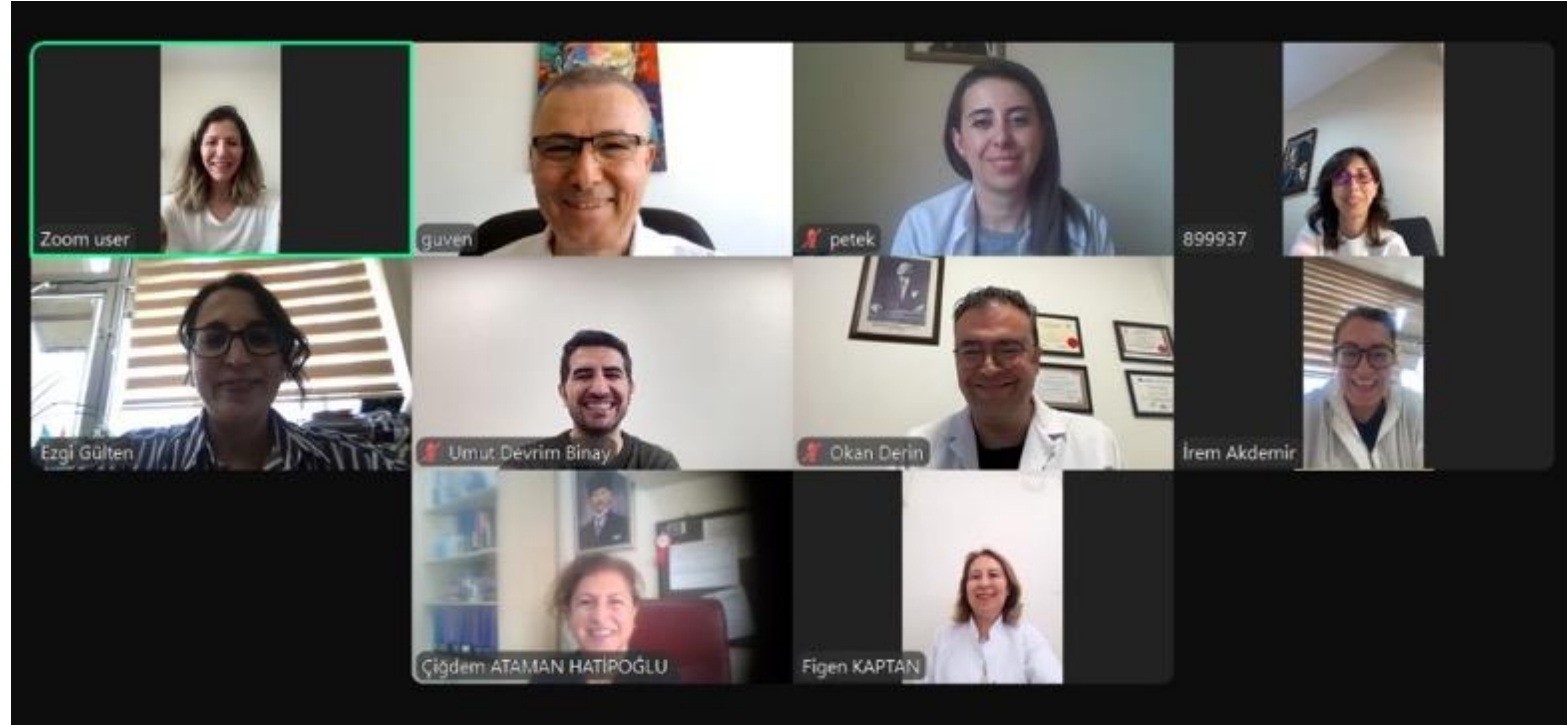 Zoom user
guven
petek
899937
Ezgi Gülten
Umut Devrim Binay
Okan Derin
İrem Akdemir
Çiğdem ATAMAN HATİPOĞLU
Figen KAPTAN